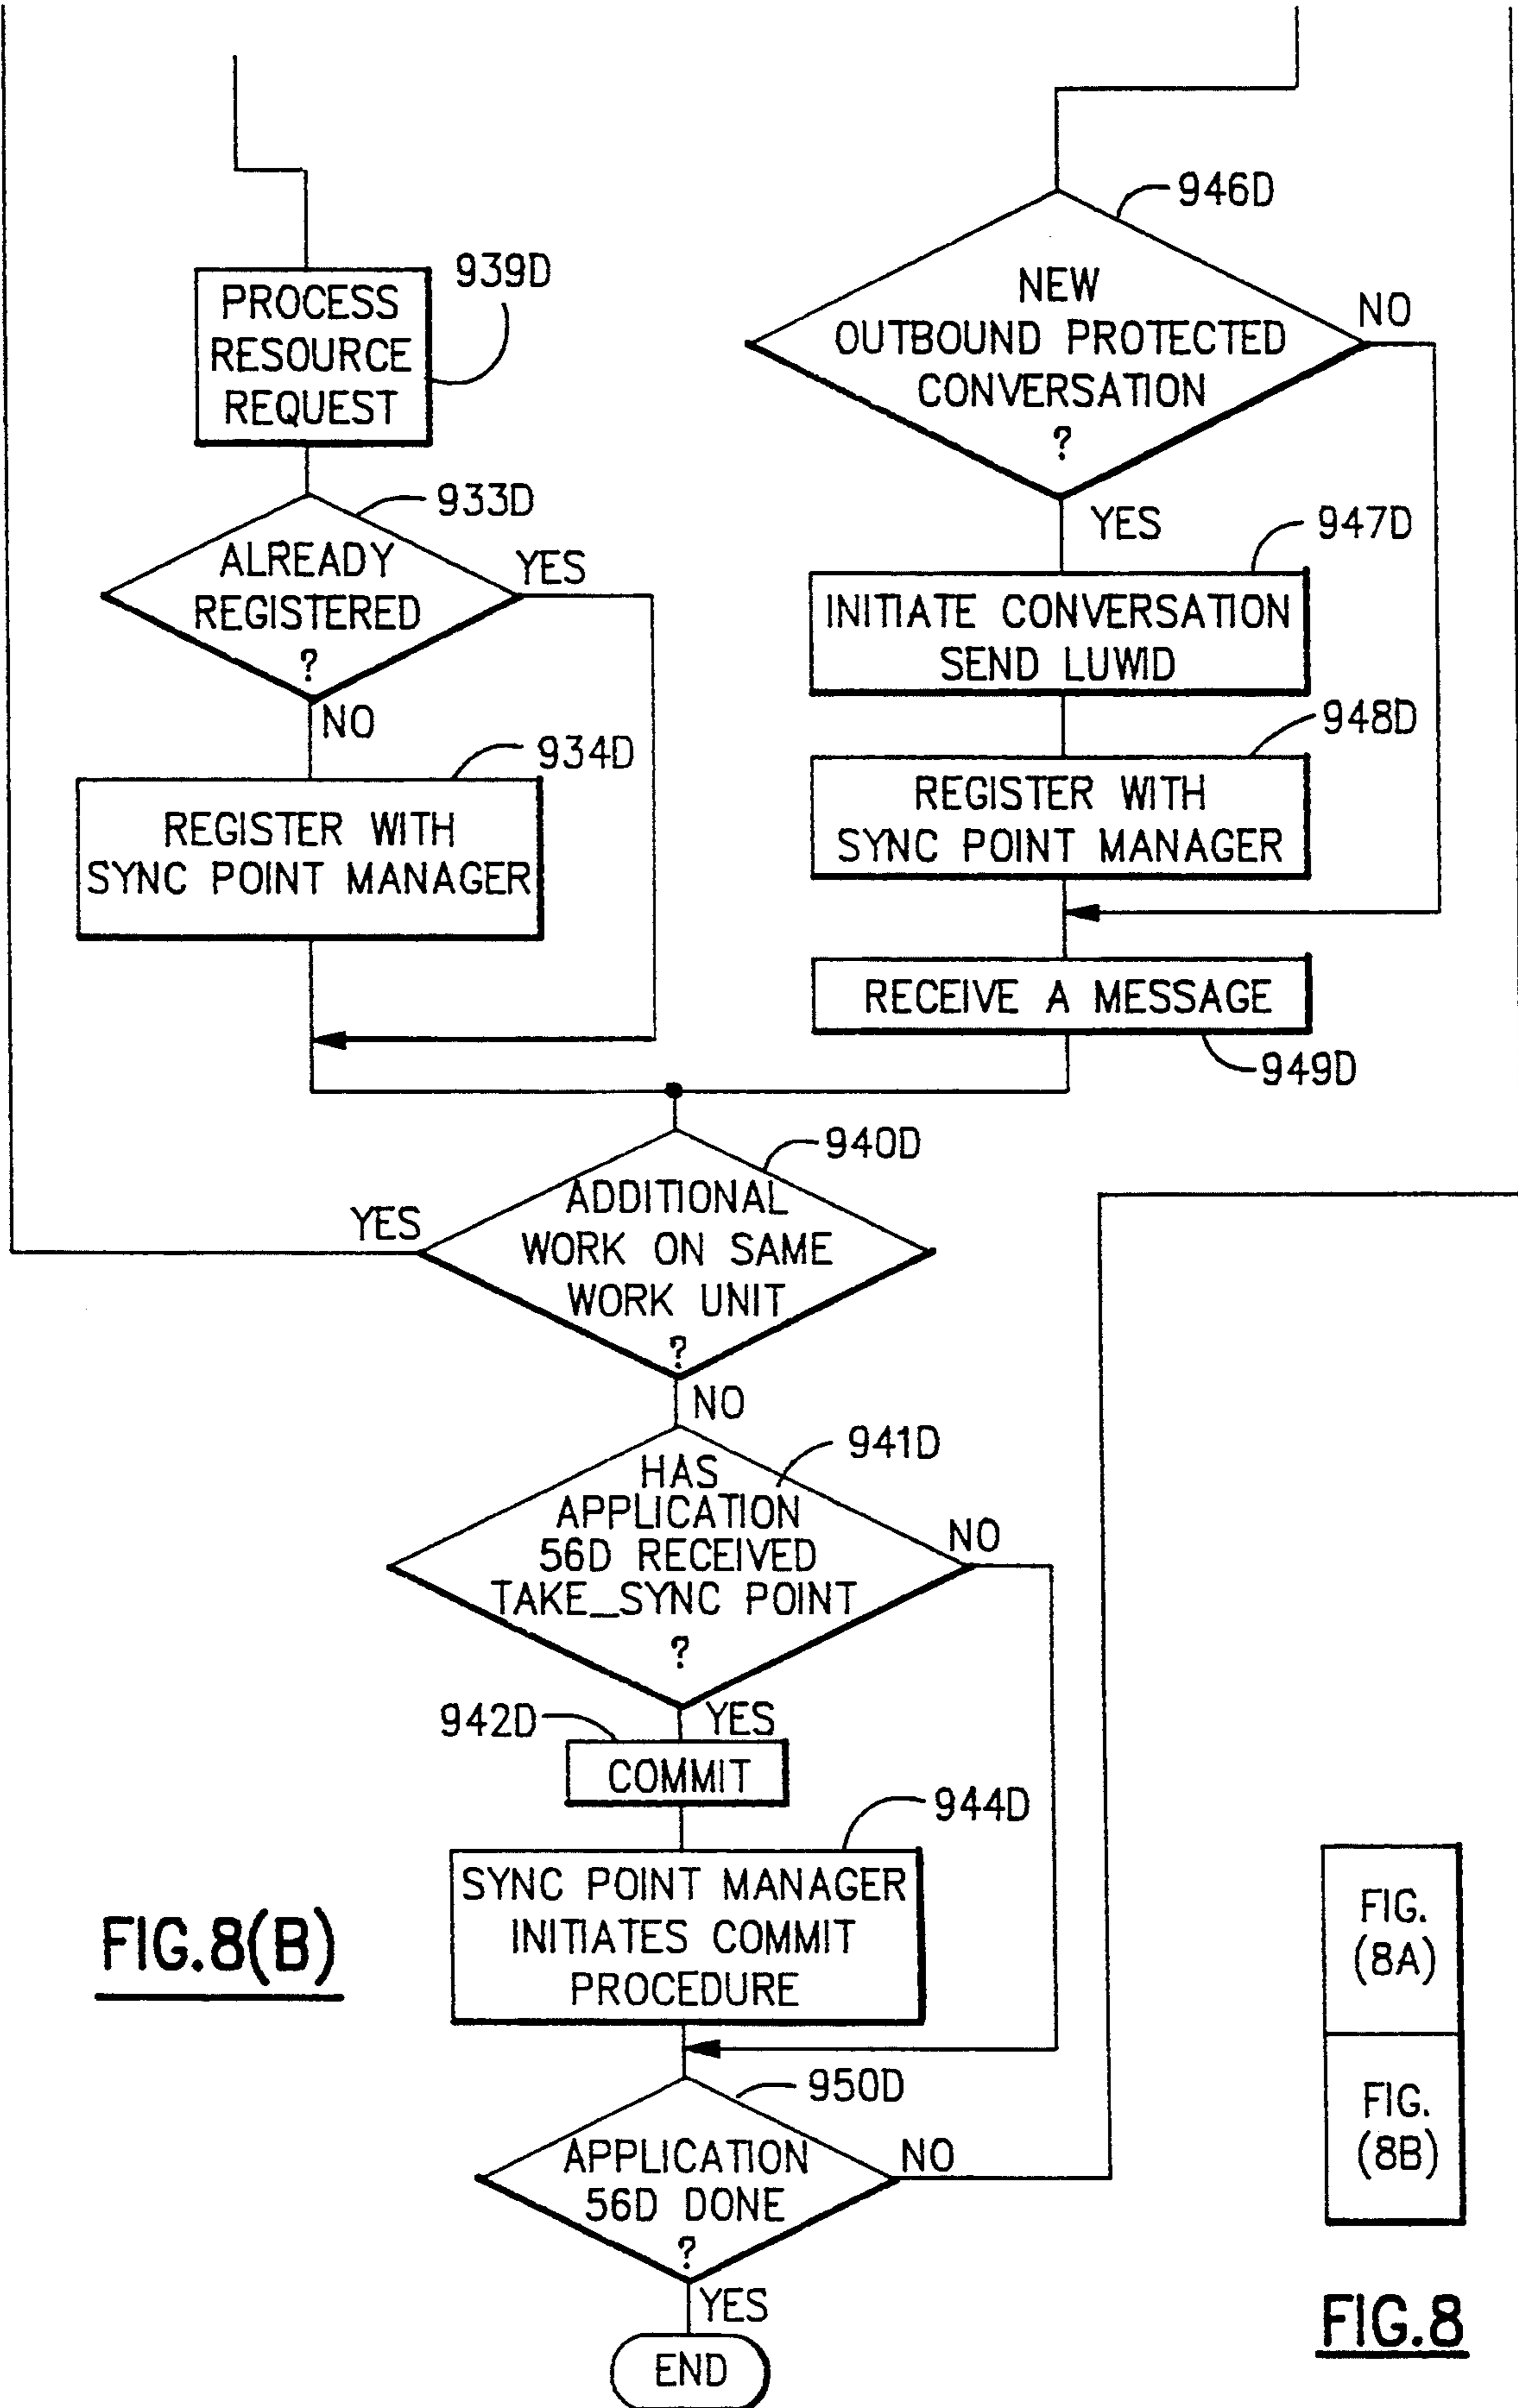 946D
NEW
OUTBOUND PROTECTED
CONVERSATION
?
NO
YES
939D
PROCESS
RESOURCE
REQUEST
933D
ALREADY
REGISTERED
?
YES
NO
934D
REGISTER WITH
SYNC POINT MANAGER
947D
INITIATE CONVERSATION
SEND LUWID
948D
REGISTER WITH
SYNC POINT MANAGER
RECEIVE A MESSAGE
949D
940D
ADDITIONAL
WORK ON SAME
WORK UNIT
?
YES
NO
941D
HAS
APPLICATION
56D RECEIVED
TAKE_SYNC POINT
?
NO
YES
942D
COMMIT
944D
SYNC POINT MANAGER
INITIATES COMMIT
PROCEDURE
950D
APPLICATION
56D DONE
?
NO
YES
END
FIG.8(B)
FIG.
(8A)
FIG.
(8B)
FIG.8